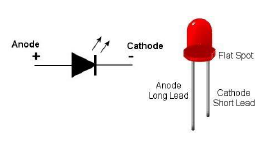 Anode
+
Cathode
-
Flat Spot
Anode
Long Lead
Cathode
Short Lead